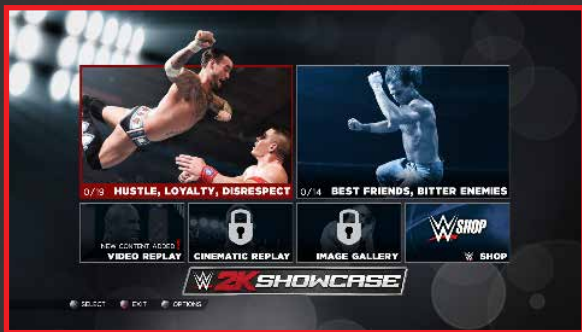 0/19 HUSTLE, LOYALTY, DISRESPECT
0/14 BEST FRIENDS, BITTER ENEMIES
NEW CONTENT ADDED !
VIDEO REPLAY
CINEMATIC REPLAY
IMAGE GALLERY
W SHOP
W SHOP
W 2K SHOWCASE
SELECT EXIT OPTIONS